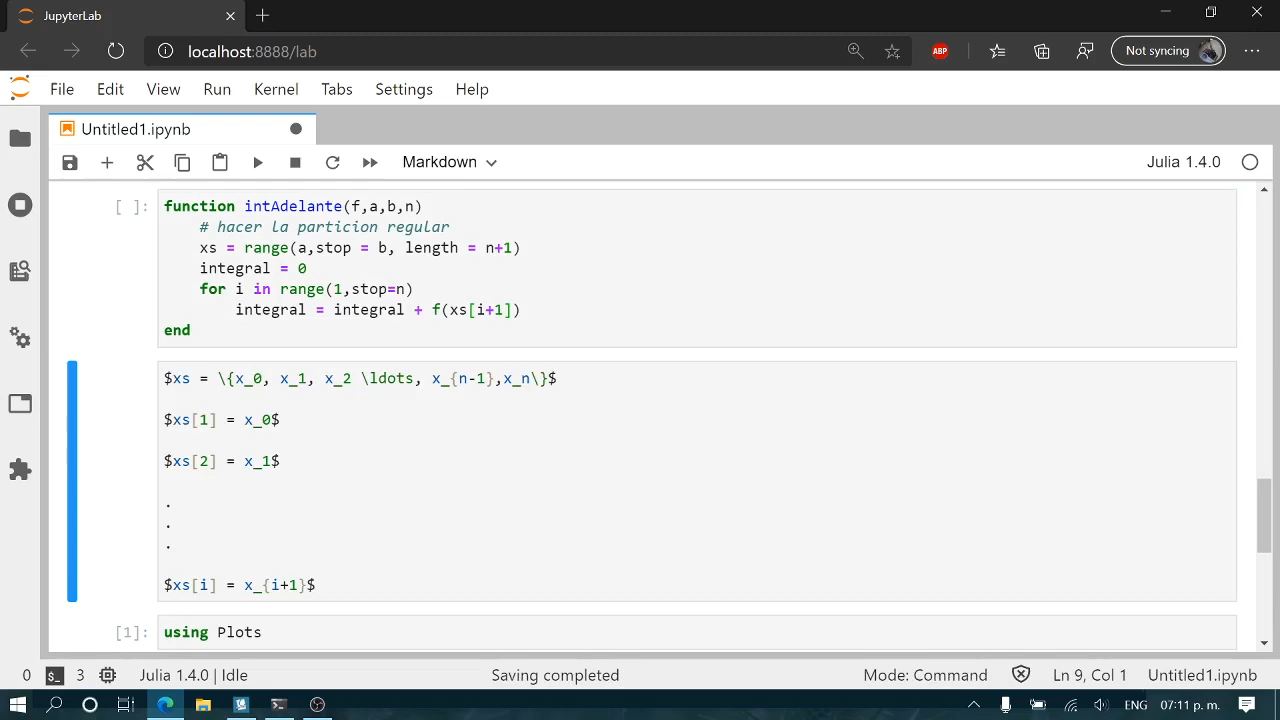 JupyterLab
localhost:8888/lab
ABP
Not syncing
File Edit View Run Kernel Tabs Settings Help
Untitled1.ipynb
Markdown
Julia 1.4.0
[ ]:
function intAdelante(f,a,b,n)
# hacer la particion regular
xs = range(a,stop = b, length = n+1)
integral = 0
for i in range(1,stop=n)
integral = integral + f(xs[i+1])
end
$xs = \{x_0, x_1, x_2 \ldots, x_{n-1},x_n\}$
$xs[1] = x_0$
$xs[2] = x_1$
.
.
.
$xs[i] = x_{i+1}$
[1]: using Plots
0 $_ 3 Julia 1.4.0 | Idle Saving completed Mode: Command Ln 9, Col 1 Untitled1.ipynb
ENG 07:11 p. m.